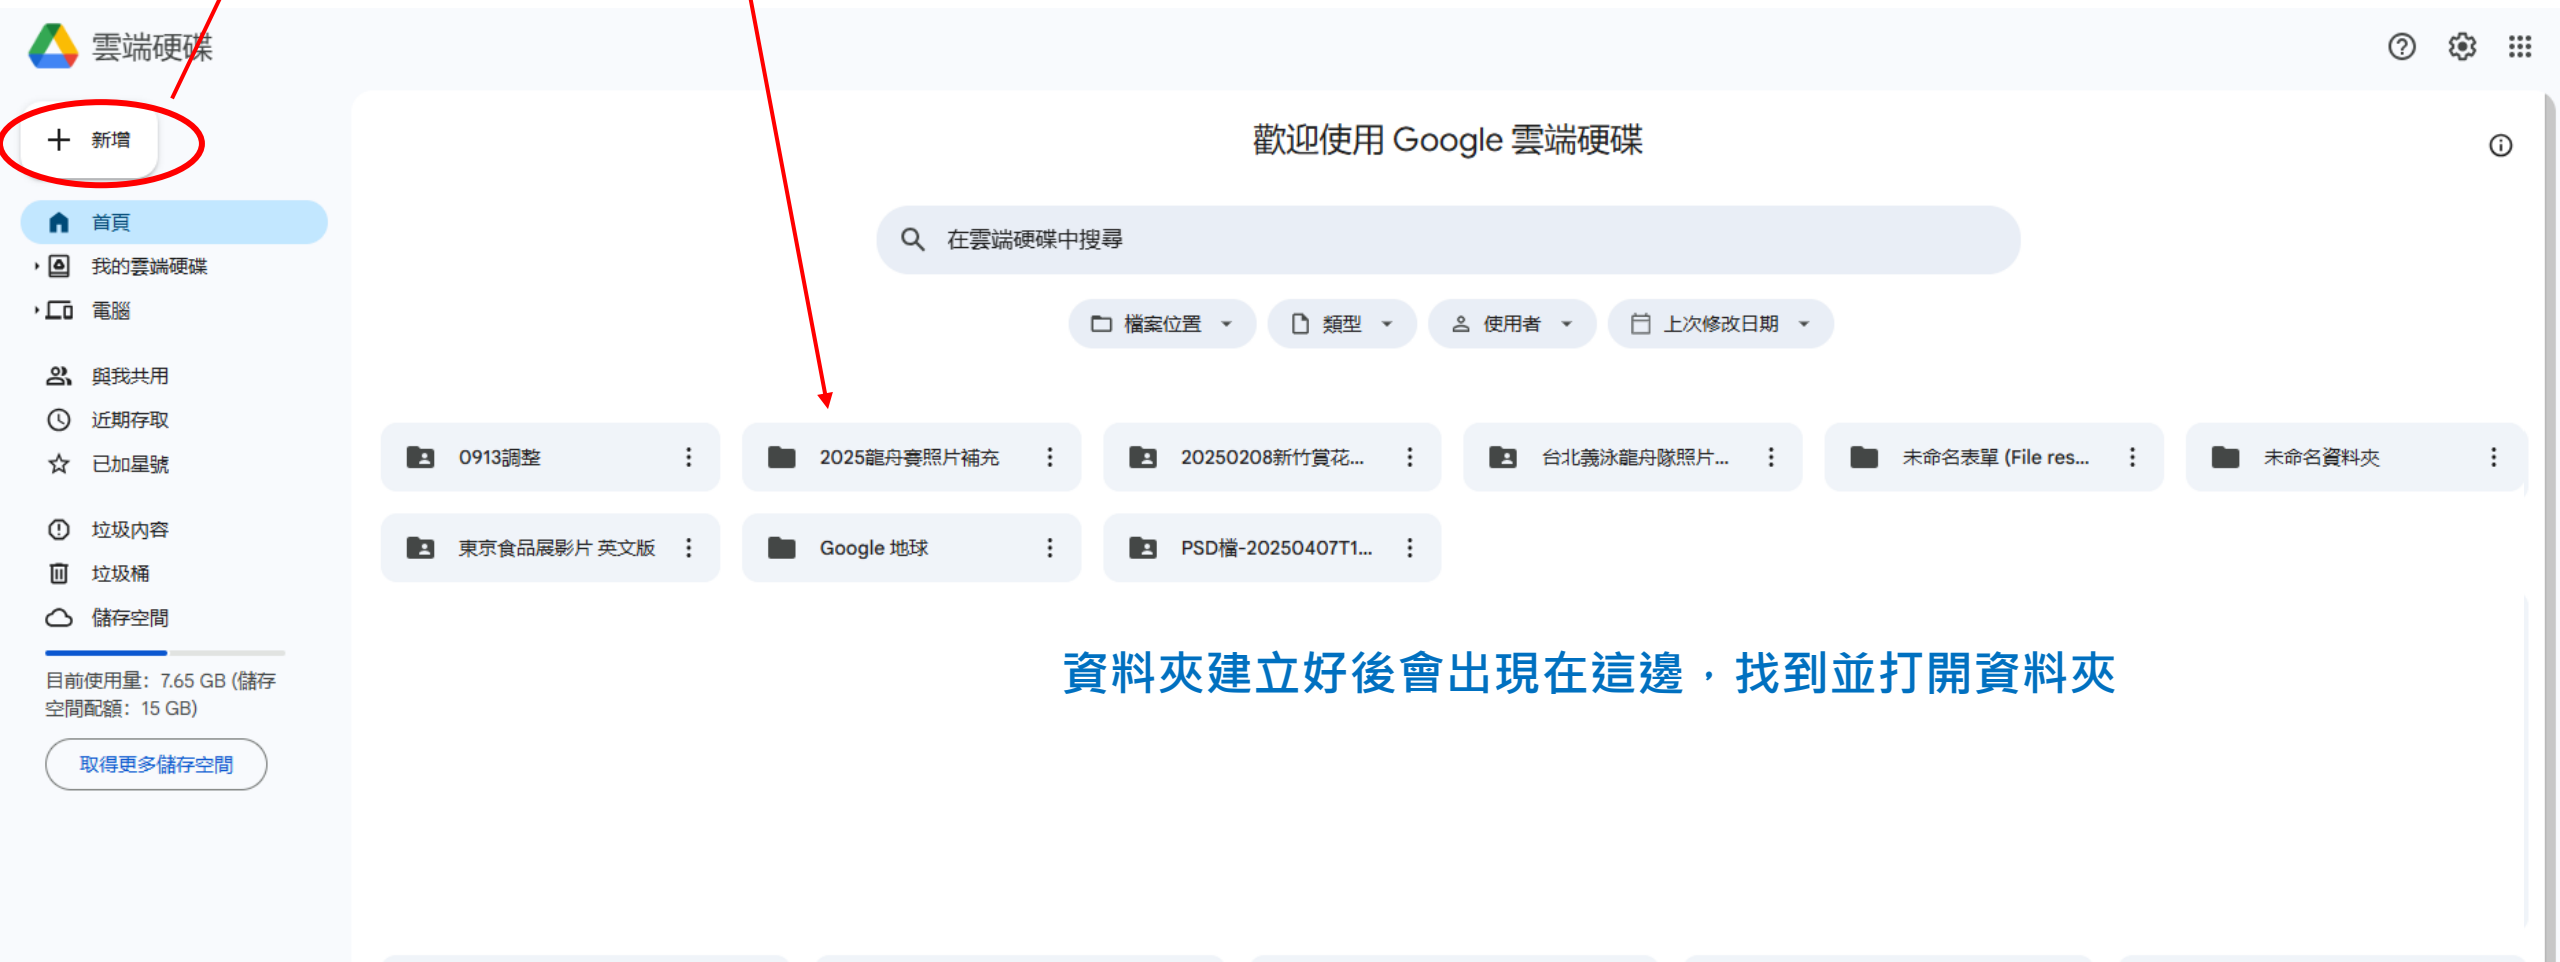 雲端硬碟
新增
首頁
我的雲端硬碟
電腦
與我共用
近期存取
已加星號
垃圾內容
垃圾桶
儲存空間
目前使用量：7.65 GB (儲存
空間配額：15 GB)
取得更多儲存空間
歡迎使用 Google 雲端硬碟
在雲端硬碟中搜尋
檔案位置 類型 使用者 上次修改日期
0913調整 2025龍舟賽照片補充 20250208新竹賞花... 台北義泳龍舟隊照片... 未命名表單 (File res... 未命名資料夾
東京食品展影片 英文版 Google 地球 PSD檔-20250407T1...
資料夾建立好後會出現在這邊，找到並打開資料夾